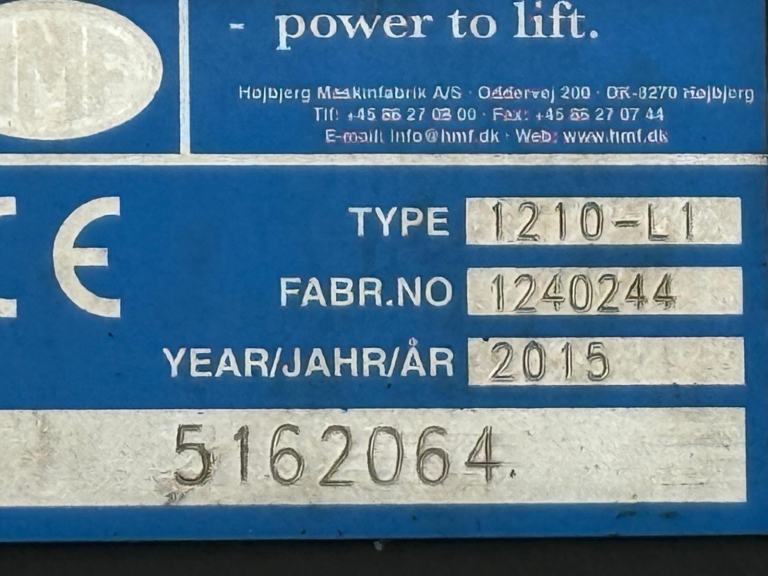 HMF
- power to lift.
Højbjerg Maskinfabrik A/S · Oddervej 200 · DK-8270 Højbjerg
Tlf: +45 86 27 08 00 · Fax: +45 86 27 07 44
E-mail: info@hmf.dk · Web: www.hmf.dk
CE
TYPE 1210-L1
FABR.NO 1240244
YEAR/JAHR/ÅR 2015
5162064